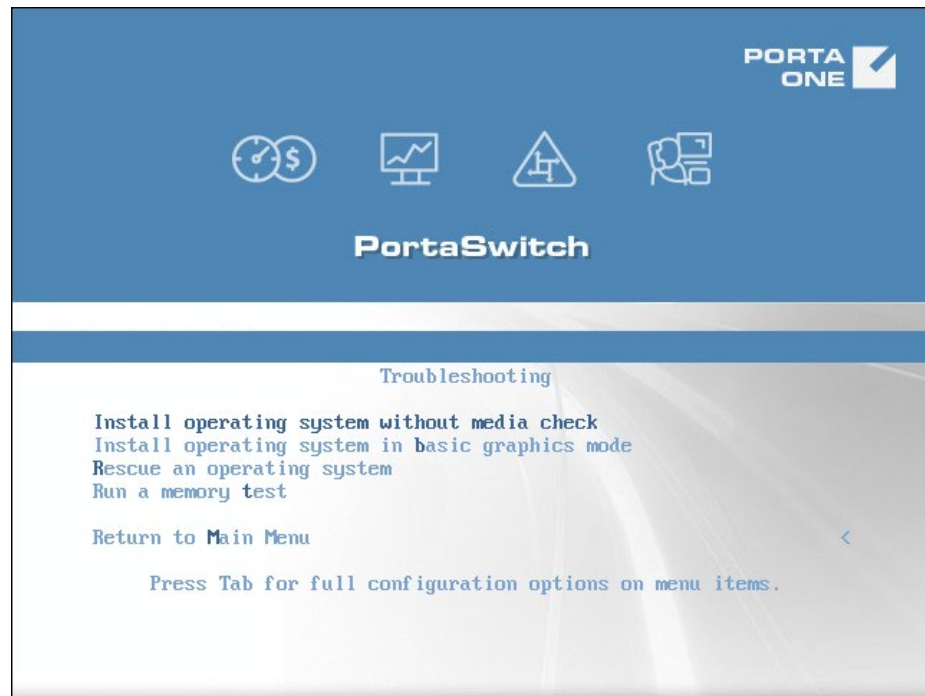 PORTA
ONE
PortaSwitch
Troubleshooting
Install operating system without media check
Install operating system in basic graphics mode
Rescue an operating system
Run a memory test
Return to Main Menu <
Press Tab for full configuration options on menu items.